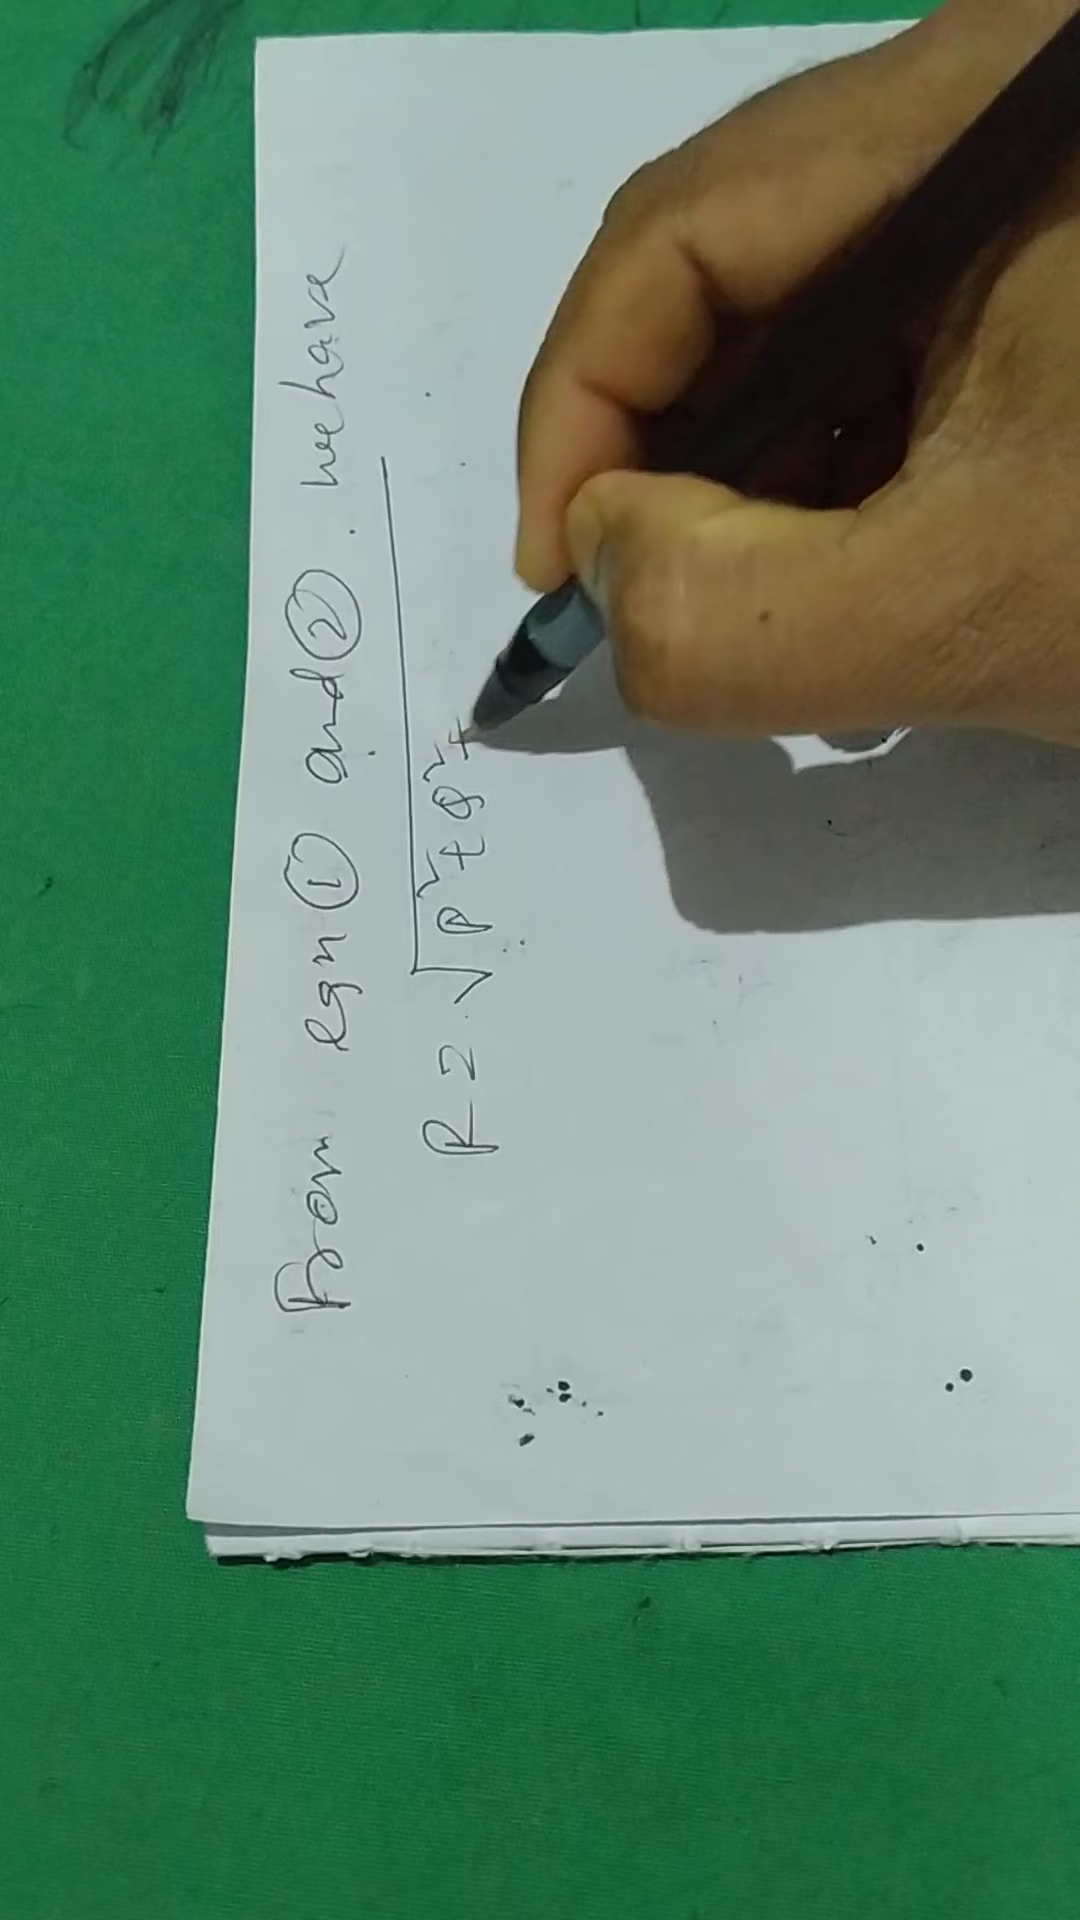 From eqn ① and ② . we have
R = √P²+Q²+